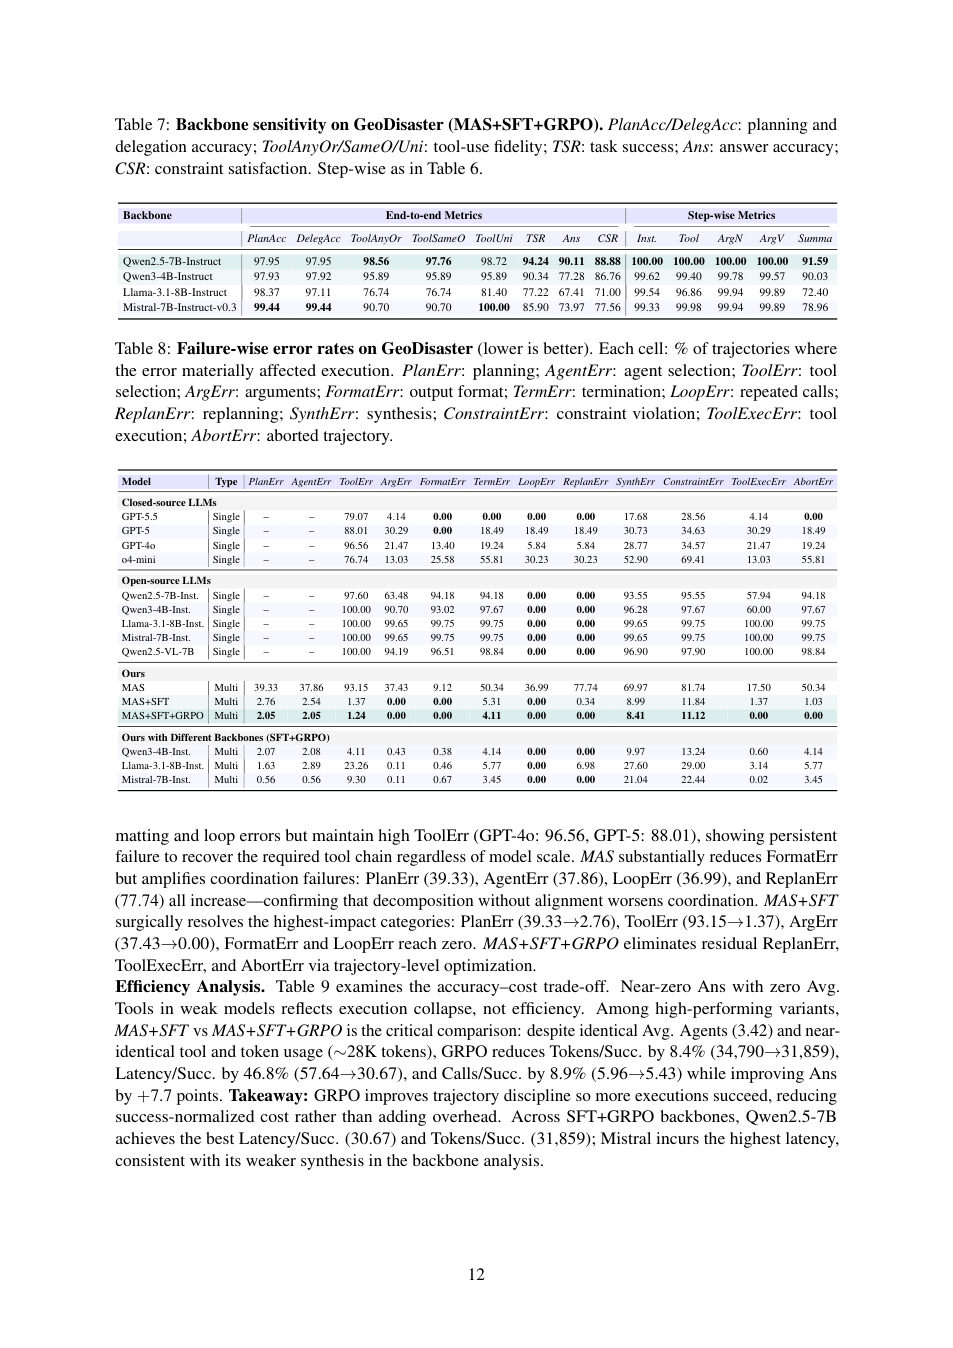 Table 7: Backbone sensitivity on GeoDisaster (MAS+SFT+GRPO). PlanAcc/DelegAcc: planning and
delegation accuracy; ToolAnyOr/SameO/Uni: tool-use fidelity; TSR: task success; Ans: answer accuracy;
CSR: constraint satisfaction. Step-wise as in Table 6.
Backbone End-to-end Metrics Step-wise Metrics
PlanAcc DelegAcc ToolAnyOr ToolSameO ToolUni TSR Ans CSR Inst. Tool ArgN ArgV Summa
Qwen2.5-7B-Instruct 97.95 97.95 98.56 97.76 98.72 94.24 90.11 88.88 100.00 100.00 100.00 100.00 91.59
Qwen3-4B-Instruct 97.93 97.92 95.89 95.89 95.89 90.34 77.28 86.76 99.62 99.40 99.78 99.57 90.03
Llama-3.1-8B-Instruct 98.37 97.11 76.74 76.74 81.40 77.22 67.41 71.00 99.54 96.86 99.94 99.89 72.40
Mistral-7B-Instruct-v0.3 99.44 99.44 90.70 90.70 100.00 85.90 73.97 77.56 99.33 99.98 99.94 99.89 78.96
Table 8: Failure-wise error rates on GeoDisaster (lower is better). Each cell: % of trajectories where
the error materially affected execution. PlanErr: planning; AgentErr: agent selection; ToolErr: tool
selection; ArgErr: arguments; FormatErr: output format; TermErr: termination; LoopErr: repeated calls;
ReplanErr: replanning; SynthErr: synthesis; ConstraintErr: constraint violation; ToolExecErr: tool
execution; AbortErr: aborted trajectory.
Model Type PlanErr AgentErr ToolErr ArgErr FormatErr TermErr LoopErr ReplanErr SynthErr ConstraintErr ToolExecErr AbortErr
Closed-source LLMs
GPT-5.5 Single – – 79.07 4.14 0.00 0.00 0.00 0.00 17.68 28.56 4.14 0.00
GPT-5 Single – – 88.01 30.29 0.00 18.49 18.49 18.49 30.73 34.63 30.29 18.49
GPT-4o Single – – 96.56 21.47 13.40 19.24 5.84 5.84 28.77 34.57 21.47 19.24
o4-mini Single – – 76.74 13.03 25.58 55.81 30.23 30.23 52.90 69.41 13.03 55.81
Open-source LLMs
Qwen2.5-7B-Inst. Single – – 97.60 63.48 94.18 94.18 0.00 0.00 93.55 95.55 57.94 94.18
Qwen3-4B-Inst. Single – – 100.00 90.70 93.02 97.67 0.00 0.00 96.28 97.67 60.00 97.67
Llama-3.1-8B-Inst. Single – – 100.00 99.65 99.75 99.75 0.00 0.00 99.65 99.75 100.00 99.75
Mistral-7B-Inst. Single – – 100.00 99.65 99.75 99.75 0.00 0.00 99.65 99.75 100.00 99.75
Qwen2.5-VL-7B Single – – 100.00 94.19 96.51 98.84 0.00 0.00 96.90 97.90 100.00 98.84
Ours
MAS Multi 39.33 37.86 93.15 37.43 9.12 50.34 36.99 77.74 69.97 81.74 17.50 50.34
MAS+SFT Multi 2.76 2.54 1.37 0.00 0.00 5.31 0.00 0.34 8.99 11.84 1.37 1.03
MAS+SFT+GRPO Multi 2.05 2.05 1.24 0.00 0.00 4.11 0.00 0.00 8.41 11.12 0.00 0.00
Ours with Different Backbones (SFT+GRPO)
Qwen3-4B-Inst. Multi 2.07 2.08 4.11 0.43 0.38 4.14 0.00 0.00 9.97 13.24 0.60 4.14
Llama-3.1-8B-Inst. Multi 1.63 2.89 23.26 0.11 0.46 5.77 0.00 6.98 27.60 29.00 3.14 5.77
Mistral-7B-Inst. Multi 0.56 0.56 9.30 0.11 0.67 3.45 0.00 0.00 21.04 22.44 0.02 3.45
matting and loop errors but maintain high ToolErr (GPT-4o: 96.56, GPT-5: 88.01), showing persistent
failure to recover the required tool chain regardless of model scale. MAS substantially reduces FormatErr
but amplifies coordination failures: PlanErr (39.33), AgentErr (37.86), LoopErr (36.99), and ReplanErr
(77.74) all increase—confirming that decomposition without alignment worsens coordination. MAS+SFT
surgically resolves the highest-impact categories: PlanErr (39.33→2.76), ToolErr (93.15→1.37), ArgErr
(37.43→0.00), FormatErr and LoopErr reach zero. MAS+SFT+GRPO eliminates residual ReplanErr,
ToolExecErr, and AbortErr via trajectory-level optimization.
Efficiency Analysis. Table 9 examines the accuracy–cost trade-off. Near-zero Ans with zero Avg.
Tools in weak models reflects execution collapse, not efficiency. Among high-performing variants,
MAS+SFT vs MAS+SFT+GRPO is the critical comparison: despite identical Avg. Agents (3.42) and near-
identical tool and token usage (∼28K tokens), GRPO reduces Tokens/Succ. by 8.4% (34,790→31,859),
Latency/Succ. by 46.8% (57.64→30.67), and Calls/Succ. by 8.9% (5.96→5.43) while improving Ans
by +7.7 points. Takeaway: GRPO improves trajectory discipline so more executions succeed, reducing
success-normalized cost rather than adding overhead. Across SFT+GRPO backbones, Qwen2.5-7B
achieves the best Latency/Succ. (30.67) and Tokens/Succ. (31,859); Mistral incurs the highest latency,
consistent with its weaker synthesis in the backbone analysis.
12